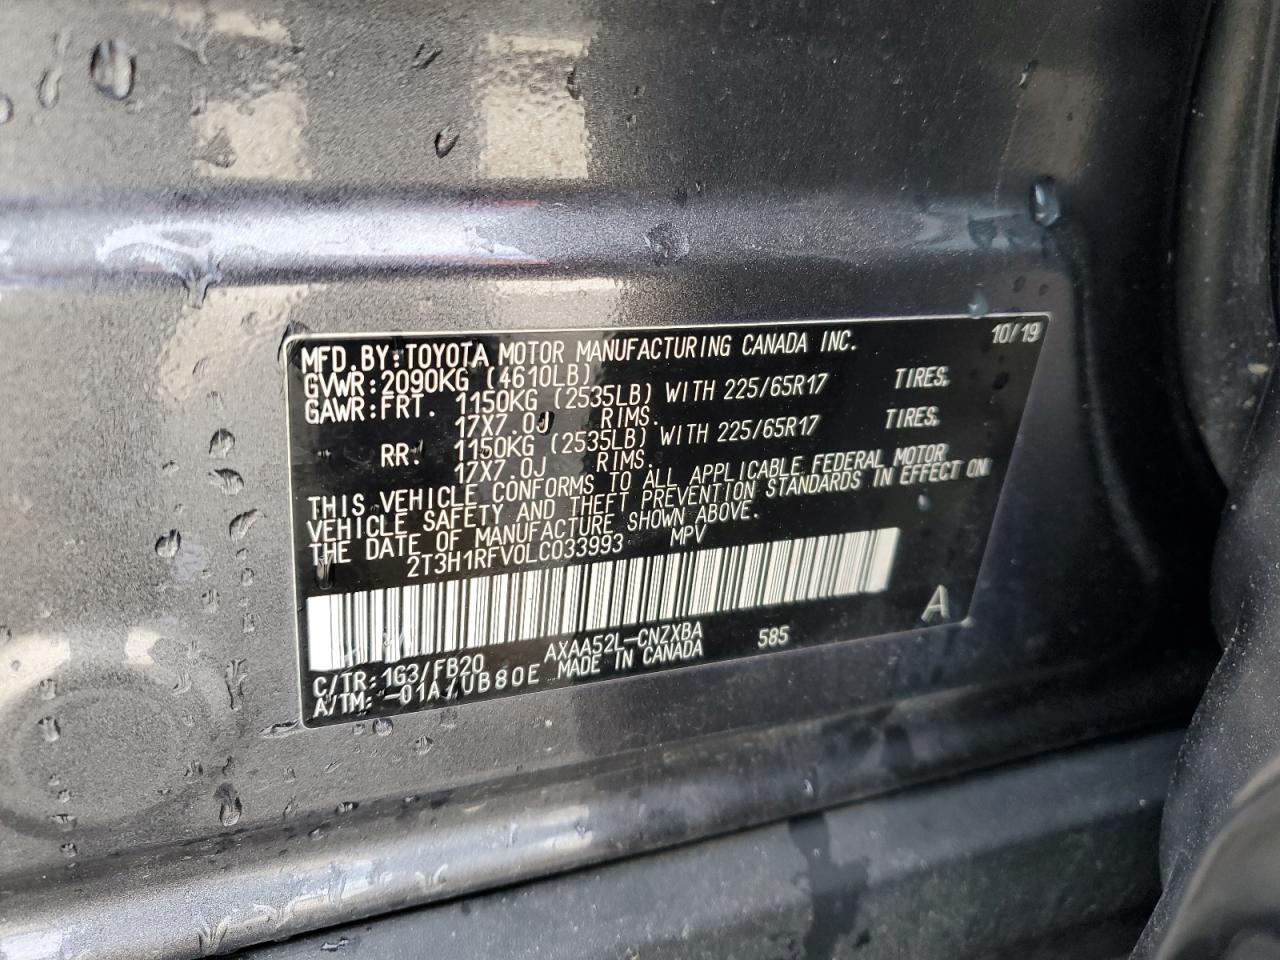 MFD.BY:TOYOTA MOTOR MANUFACTURING CANADA INC. 10/19
GVWR:2090KG (4610LB)
GAWR:FRT. 1150KG (2535LB) WITH 225/65R17 TIRES,
17X7.0J RIMS.
RR. 1150KG (2535LB) WITH 225/65R17 TIRES,
17X7.0J RIMS.
THIS VEHICLE CONFORMS TO ALL APPLICABLE FEDERAL MOTOR
VEHICLE SAFETY AND THEFT PREVENTION STANDARDS IN EFFECT ON
THE DATE OF MANUFACTURE SHOWN ABOVE.
2T3H1RFV0LC033993 MPV
A
AXAA52L-CNZXBA 585
C/TR:1G3/FB20 MADE IN CANADA
A/TM: -01A/UB80E